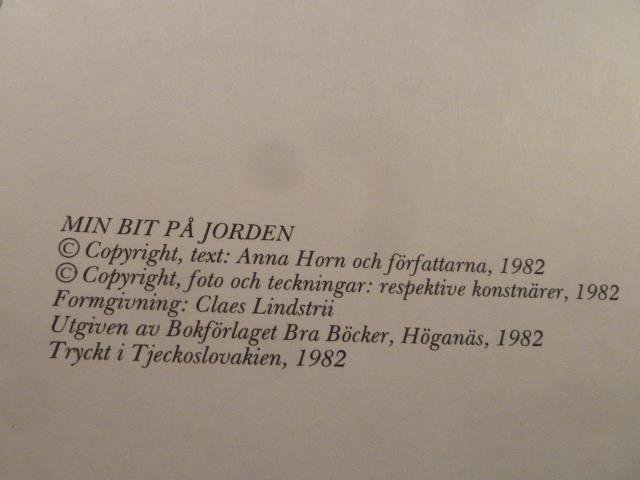 MIN BIT PÅ JORDEN
© Copyright, text: Anna Horn och författarna, 1982
© Copyright, foto och teckningar: respektive konstnärer, 1982
Formgivning: Claes Lindstrii
Utgiven av Bokförlaget Bra Böcker, Höganäs, 1982
Tryckt i Tjeckoslovakien, 1982